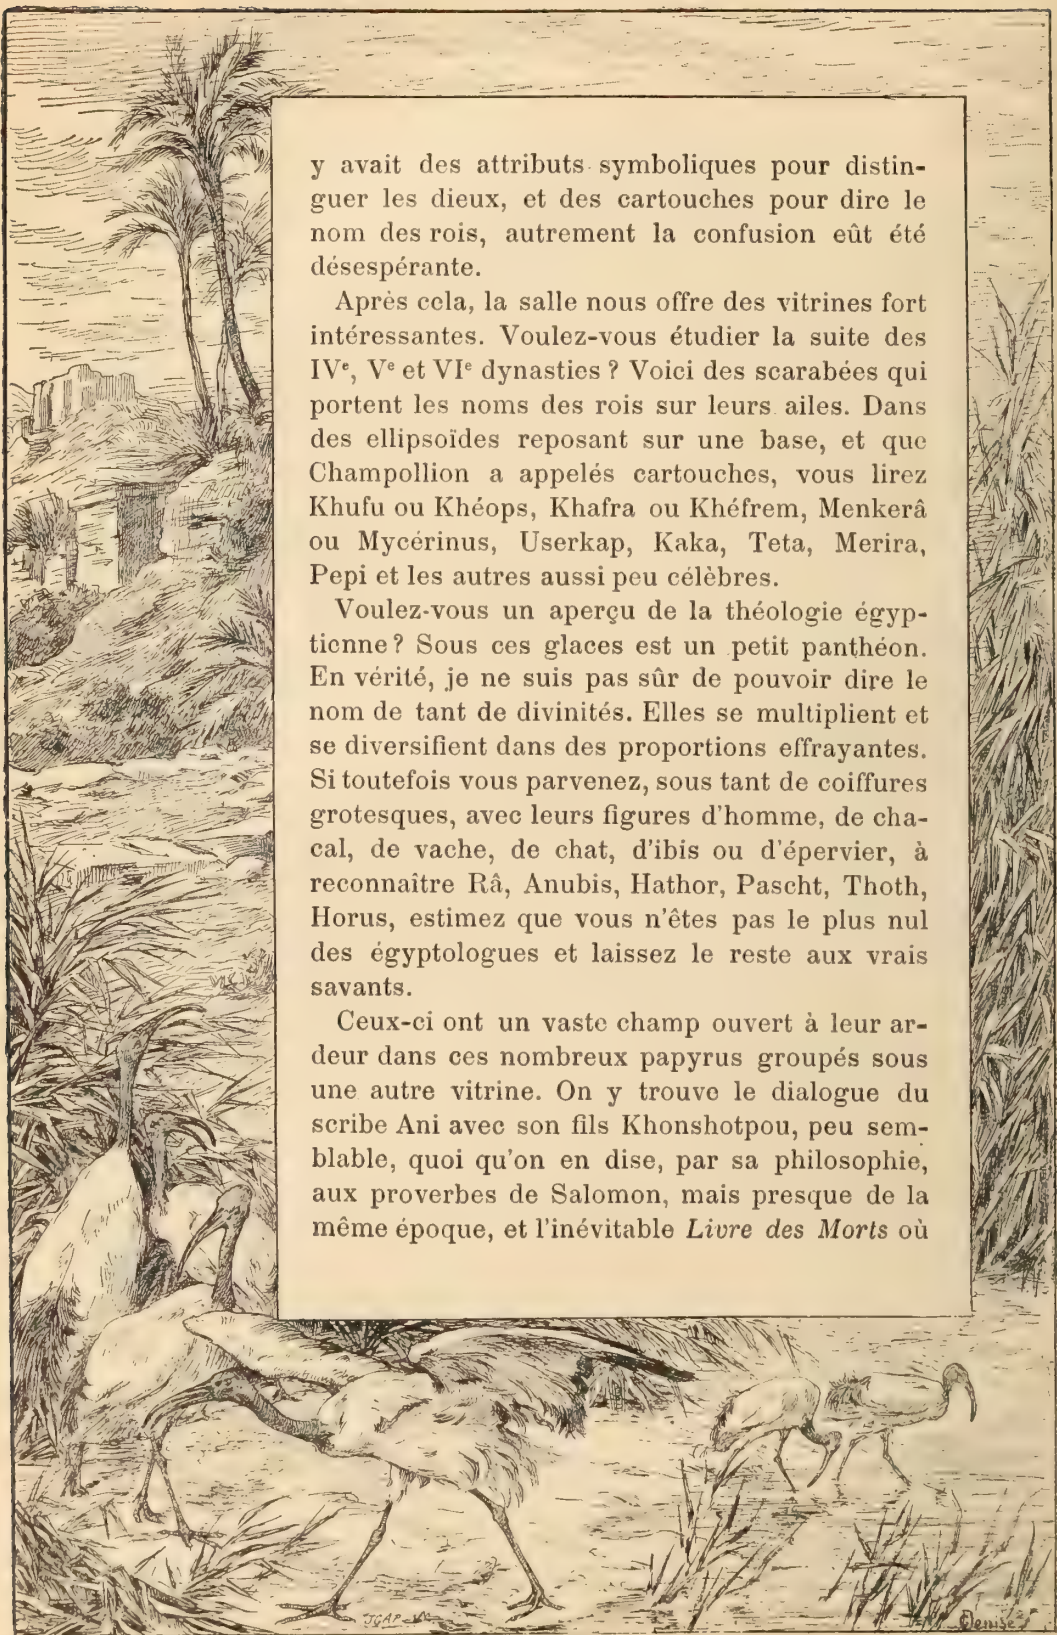 y avait des attributs symboliques pour distin-
guer les dieux, et des cartouches pour dire le
nom des rois, autrement la confusion eût été
désespérante.
Après cela, la salle nous offre des vitrines fort
intéressantes. Voulez-vous étudier la suite des
IVᵉ, Vᵉ et VIᵉ dynasties ? Voici des scarabées qui
portent les noms des rois sur leurs ailes. Dans
des ellipsoïdes reposant sur une base, et que
Champollion a appelés cartouches, vous lirez
Khufu ou Khéops, Khafra ou Khéfrem, Menkerâ
ou Mycérinus, Userkap, Kaka, Teta, Merira,
Pepi et les autres aussi peu célèbres.
Voulez-vous un aperçu de la théologie égyp-
tienne ? Sous ces glaces est un petit panthéon.
En vérité, je ne suis pas sûr de pouvoir dire le
nom de tant de divinités. Elles se multiplient et
se diversifient dans des proportions effrayantes.
Si toutefois vous parvenez, sous tant de coiffures
grotesques, avec leurs figures d'homme, de cha-
cal, de vache, de chat, d'ibis ou d'épervier, à
reconnaître Râ, Anubis, Hathor, Pascht, Thoth,
Horus, estimez que vous n'êtes pas le plus nul
des égyptologues et laissez le reste aux vrais
savants.
Ceux-ci ont un vaste champ ouvert à leur ar-
deur dans ces nombreux papyrus groupés sous
une autre vitrine. On y trouve le dialogue du
scribe Ani avec son fils Khonshotpou, peu sem-
blable, quoi qu'on en dise, par sa philosophie,
aux proverbes de Salomon, mais presque de la
même époque, et l'inévitable Livre des Morts où